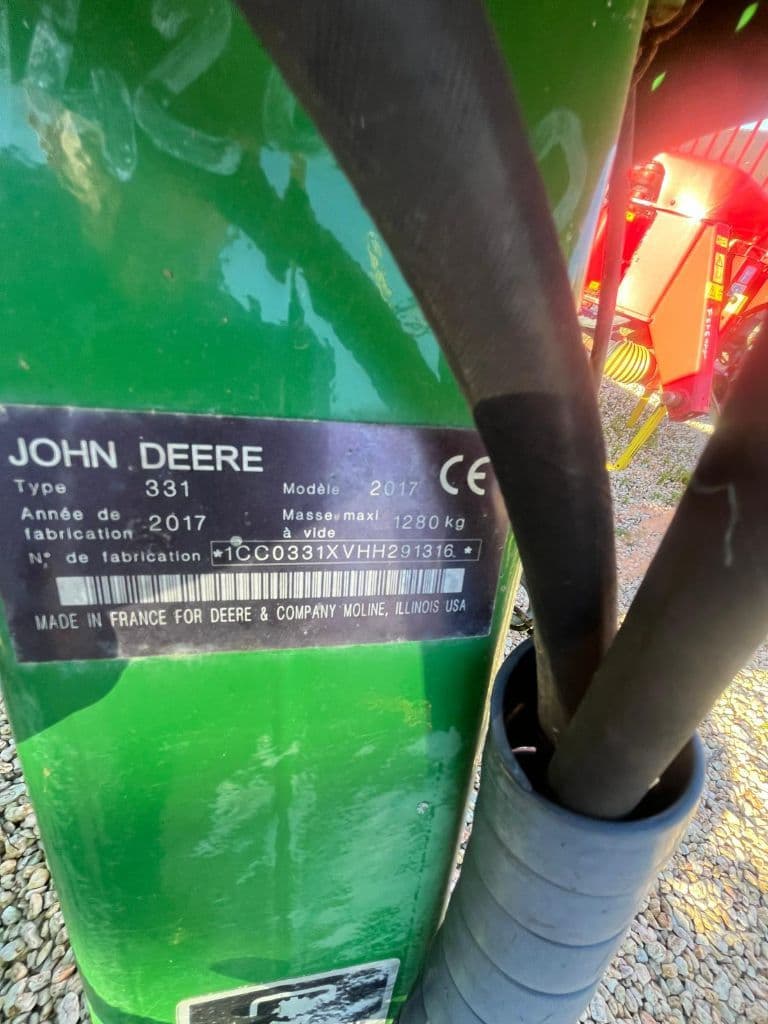 JOHN DEERE
CE
Type 331 Modèle 2017
Année de fabrication 2017 Masse maxi à vide 1280 kg
N° de fabrication *1CC0331XVHH291316*
MADE IN FRANCE FOR DEERE & COMPANY MOLINE, ILLINOIS USA